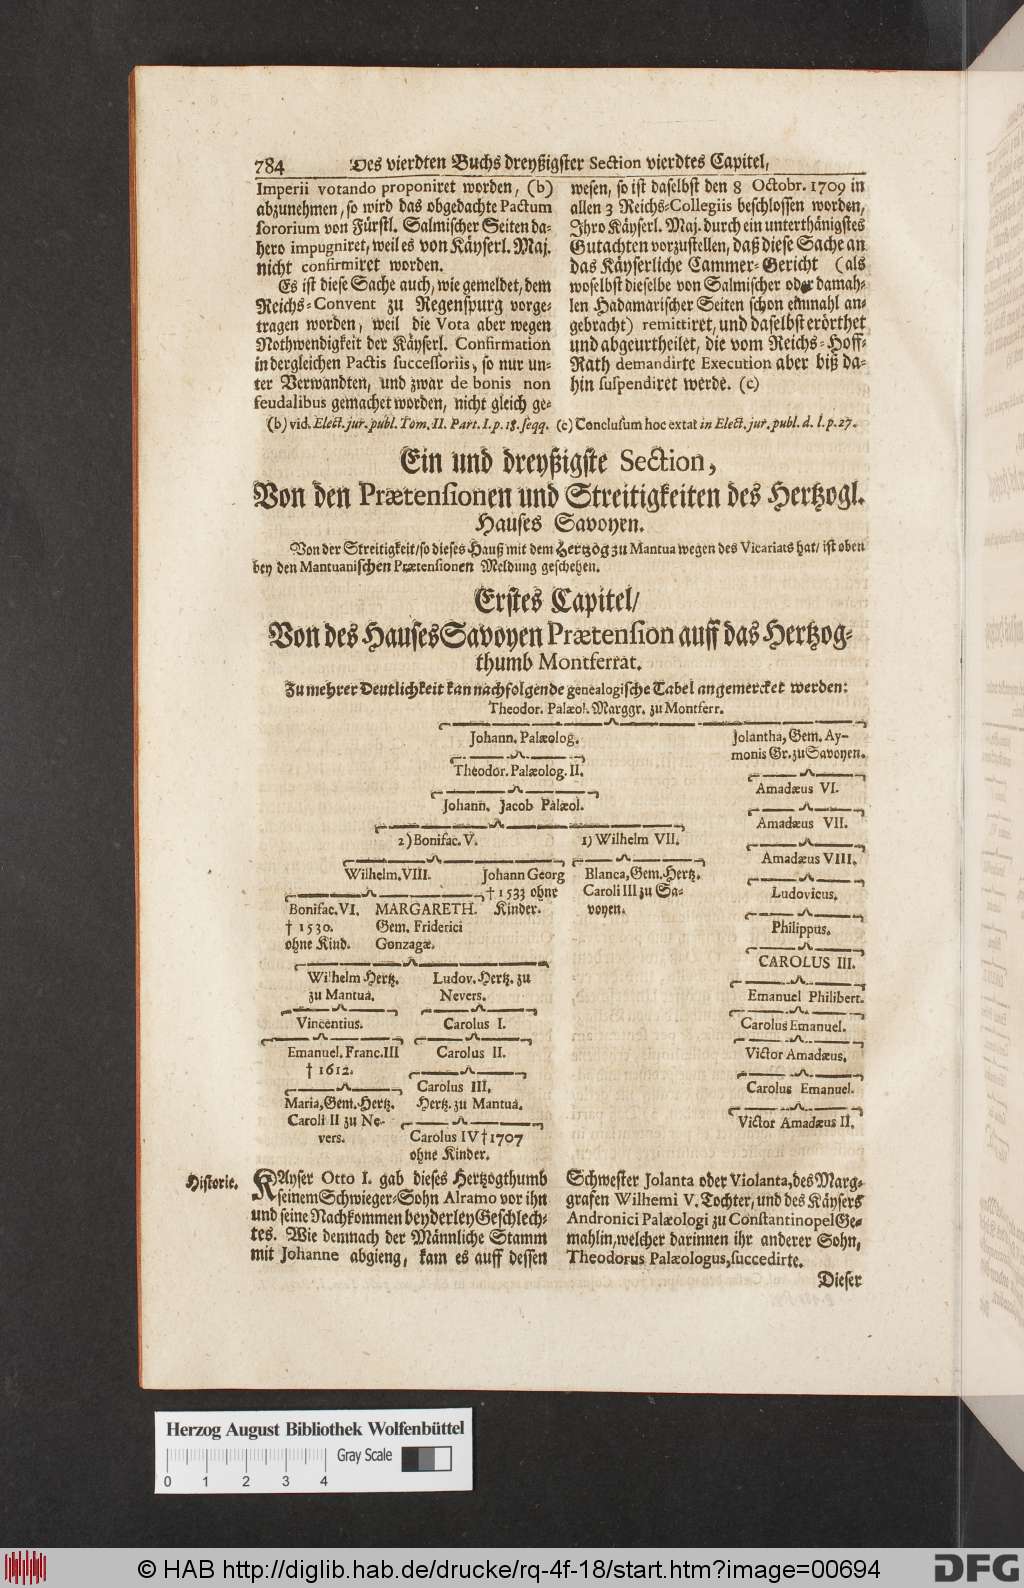 784 Des vierdten Buchs dreyßigster Section vierdtes Capitel,
Imperii votando proponiret worden, (b)
abzunehmen, so wird das obgedachte Pactum
sororium von Fürstl. Salmischer Seiten da-
hero impugniret, weil es von Käyserl. Maj.
nicht confirmiret worden.
Es ist diese Sache auch, wie gemeldet, dem
Reichs-Convent zu Regenspurg vorge-
tragen worden, weil die Vota aber wegen
Nothwendigkeit der Käyserl. Confirmation
in dergleichen Pactis successoriis, so nur un-
ter Verwandten, und zwar de bonis non
feudalibus gemachet worden, nicht gleich ge-
wesen, so ist daselbst den 8 Octobr. 1709 in
allen 3 Reichs-Collegiis beschlossen worden,
Ihro Käyserl. Maj. durch ein unterthänigstes
Gutachten vorzustellen, daß diese Sache an
das Käyserliche Cammer-Gericht (als
woselbst dieselbe von Salmischer oder damah-
len Hadamarischer Seiten schon einmahl an-
gebracht) remittiret, und daselbst erörthet
und abgeurtheilet, die vom Reichs-Hoff-
Rath demandirte Execution aber biß da-
hin suspendiret werde. (c)
(b) vid. Elect. jur. publ. Tom. II. Part. I. p. 18. seqq. (c) Conclusum hoc extat in Elect. jur. publ. d. l. p. 27.
Ein und dreyßigste Section,
Von den Prætensionen und Streitigkeiten des Hertzogl.
Hauses Savoyen.
Von der Streitigkeit/ so dieses Hauß mit dem Hertzog zu Mantua wegen des Vicariats hat/ ist oben
bey den Mantuanischen Prætensionen Meldung geschehen.
Erstes Capitel/
Von des Hauses Savoyen Prætension auff das Hertzog-
thumb Montferrat.
Zu mehrer Deutlichkeit kan nachfolgende genealogische Tabel angemercket werden:
Theodor. Palæol. Marggr. zu Montferr.
Johann. Palæolog.
Jolantha, Gem. Ay-
monis Gr. zu Savoyen.
Theodor. Palæolog. II.
Amadæus VI.
Johann. Jacob Palæol.
Amadæus VII.
2) Bonifac. V.
1) Wilhelm VII.
Amadæus VIII.
Wilhelm. VIII.
Johann Georg
† 1533 ohne
Kinder.
Blanca, Gem. Hertz.
Caroli III zu Sa-
voyen.
Ludovicus.
Bonifac. VI.
† 1530.
ohne Kind.
MARGARETH.
Gem. Friderici
Gonzagæ.
Philippus.
CAROLUS III.
Wilhelm Hertz.
zu Mantua.
Ludov. Hertz. zu
Nevers.
Emanuel Philibert.
Vincentius.
Carolus I.
Carolus Emanuel.
Emanuel. Franc. III
† 1612.
Carolus II.
Victor Amadæus.
Carolus III.
Hertz. zu Mantua.
Carolus Emanuel.
Maria, Gem. Hertz.
Caroli II zu Ne-
vers.
Carolus IV † 1707
ohne Kinder.
Victor Amadæus II.
Historie.
KAyser Otto I. gab dieses Hertzogthumb
seinem Schwieger-Sohn Alramo vor ihn
und seine Nachkommen beyderley Geschlech-
tes. Wie demnach der Männliche Stamm
mit Johanne abgieng, kam es auff dessen
Schwester Jolanta oder Violanta, des Marg-
grafen Wilhemi V. Tochter, und des Käysers
Andronici Palæologi zu Constantinopel Ge-
mahlin, welcher darinnen ihr anderer Sohn,
Theodorus Palæologus, succedirte.
Dieser
Herzog August Bibliothek Wolfenbüttel
Gray Scale
0 1 2 3 4
© HAB http://diglib.hab.de/drucke/rq-4f-18/start.htm?image=00694
DFG